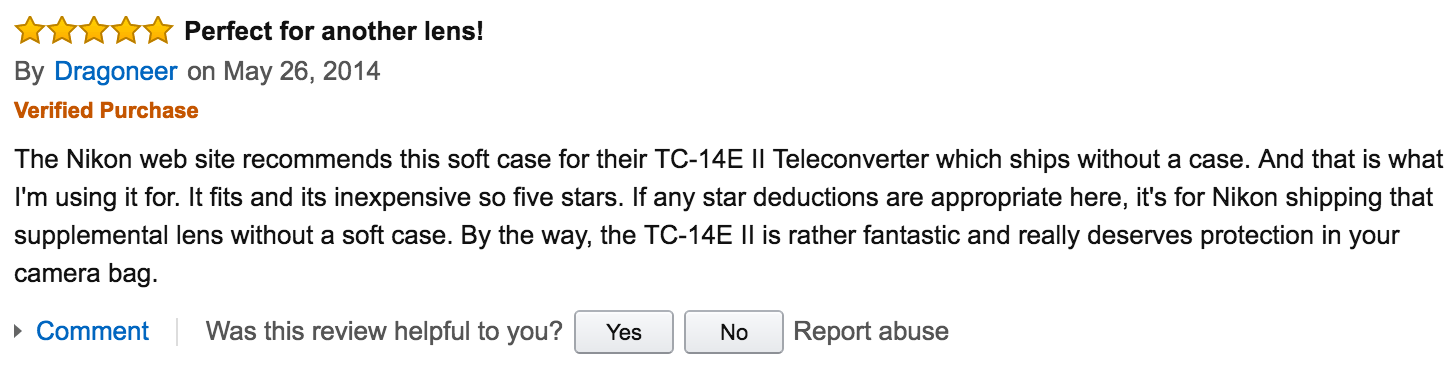 Perfect for another lens!
By Dragoneer on May 26, 2014
Verified Purchase
The Nikon web site recommends this soft case for their TC-14E II Teleconverter which ships without a case. And that is what
I'm using it for. It fits and its inexpensive so five stars. If any star deductions are appropriate here, it's for Nikon shipping that
supplemental lens without a soft case. By the way, the TC-14E II is rather fantastic and really deserves protection in your
camera bag.
Comment Was this review helpful to you? Yes No Report abuse